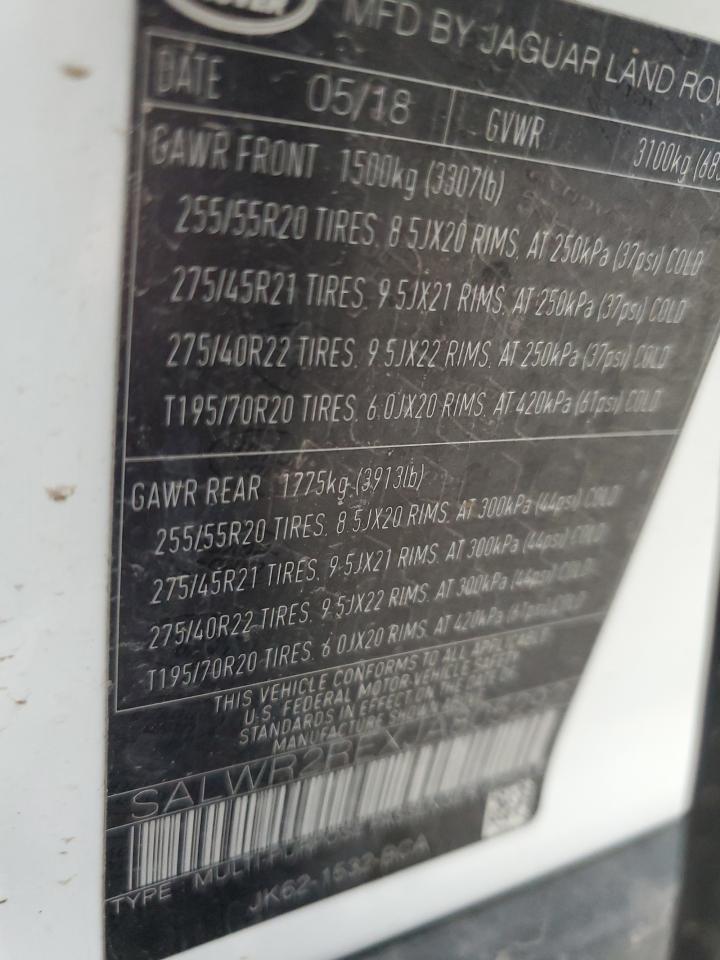 ROVER
MFD BY JAGUAR LAND ROV
DATE 05/18 GVWR 3100kg (68
GAWR FRONT 1500kg (3307lb)
255/55R20 TIRES, 8.5JX20 RIMS, AT 250kPa (37psi) COLD
275/45R21 TIRES, 9.5JX21 RIMS, AT 250kPa (37psi) COLD
275/40R22 TIRES, 9.5JX22 RIMS, AT 250kPa (37psi) COLD
T195/70R20 TIRES, 6.0JX20 RIMS, AT 420kPa (61psi) COLD
GAWR REAR 1775kg (3913lb)
255/55R20 TIRES, 8.5JX20 RIMS, AT 300kPa (44psi) COLD
275/45R21 TIRES, 9.5JX21 RIMS, AT 300kPa (44psi) COLD
275/40R22 TIRES, 9.5JX22 RIMS, AT 300kPa (44psi) COLD
T195/70R20 TIRES, 6.0JX20 RIMS, AT 420kPa (61psi) COLD
THIS VEHICLE CONFORMS TO ALL APPLICABLE
U.S. FEDERAL MOTOR-VEHICLE SAFETY
STANDARDS IN EFFECT ON THE DATE OF
MANUFACTURE SHOWN ABOVE
TYPE: MULTI-PURPOSE
JK62-1532-BCA